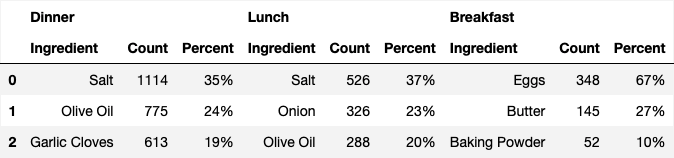 Dinner Lunch Breakfast
Ingredient Count Percent Ingredient Count Percent Ingredient Count Percent
0 Salt 1114 35% Salt 526 37% Eggs 348 67%
1 Olive Oil 775 24% Onion 326 23% Butter 145 27%
2 Garlic Cloves 613 19% Olive Oil 288 20% Baking Powder 52 10%